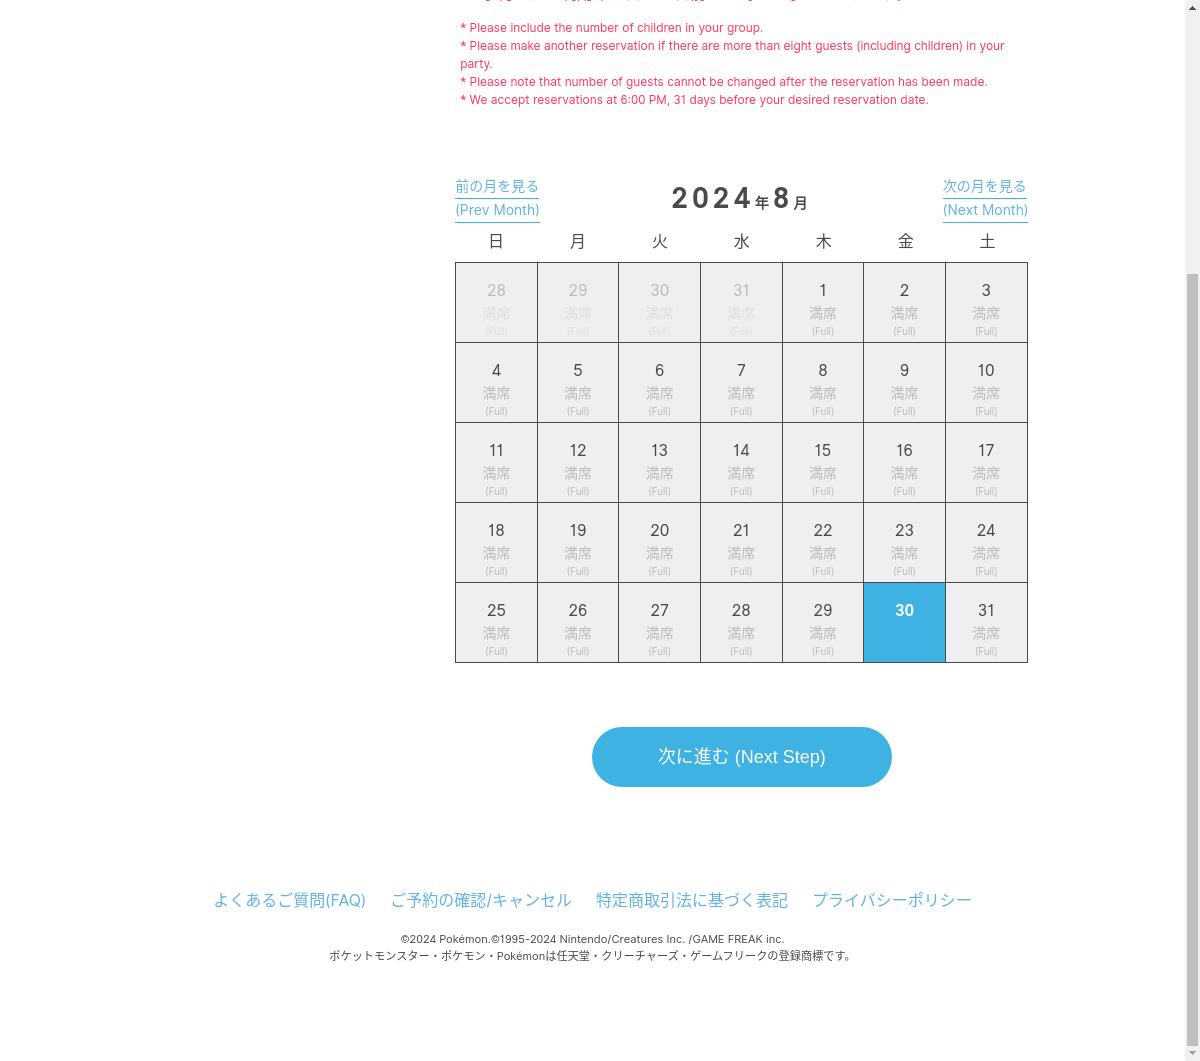 * Please include the number of children in your group.
* Please make another reservation if there are more than eight guests (including children) in your
party.
* Please note that number of guests cannot be changed after the reservation has been made.
* We accept reservations at 6:00 PM, 31 days before your desired reservation date.
前の月を見る
(Prev Month)
2024年8月
次の月を見る
(Next Month)
日 月 火 水 木 金 土
28 29 30 31 1 2 3
満席 満席 満席 満席 満席 満席 満席
(Full) (Full) (Full) (Full) (Full) (Full) (Full)
4 5 6 7 8 9 10
満席 満席 満席 満席 満席 満席 満席
(Full) (Full) (Full) (Full) (Full) (Full) (Full)
11 12 13 14 15 16 17
満席 満席 満席 満席 満席 満席 満席
(Full) (Full) (Full) (Full) (Full) (Full) (Full)
18 19 20 21 22 23 24
満席 満席 満席 満席 満席 満席 満席
(Full) (Full) (Full) (Full) (Full) (Full) (Full)
25 26 27 28 29 30 31
満席 満席 満席 満席 満席 満席
(Full) (Full) (Full) (Full) (Full) (Full)
次に進む (Next Step)
よくあるご質問(FAQ) ご予約の確認/キャンセル 特定商取引法に基づく表記 プライバシーポリシー
©2024 Pokémon.©1995-2024 Nintendo/Creatures Inc. /GAME FREAK inc.
ポケットモンスター・ポケモン・Pokémonは任天堂・クリーチャーズ・ゲームフリークの登録商標です。